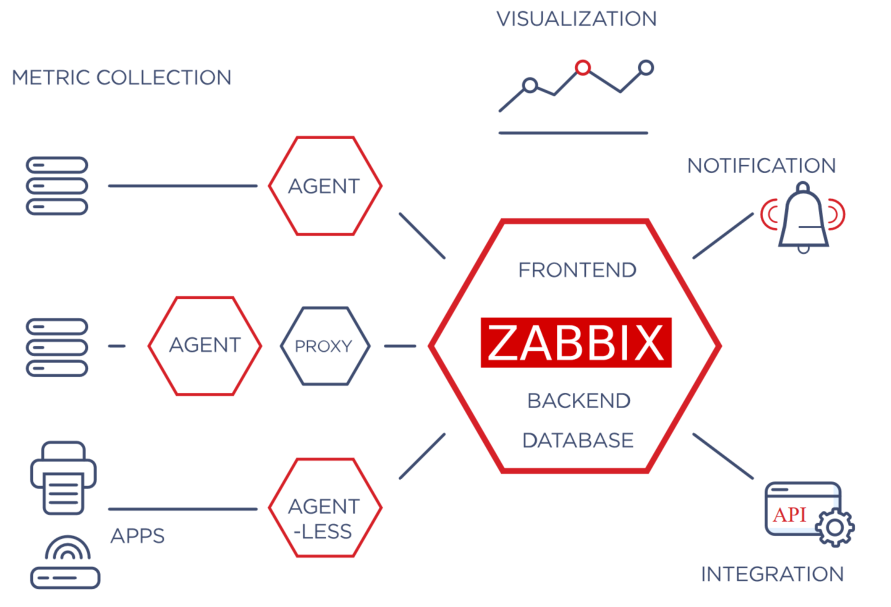 VISUALIZATION
METRIC COLLECTION
NOTIFICATION
AGENT
FRONTEND
AGENT
PROXY
ZABBIX
BACKEND
DATABASE
AGENT
-LESS
APPS
API
INTEGRATION